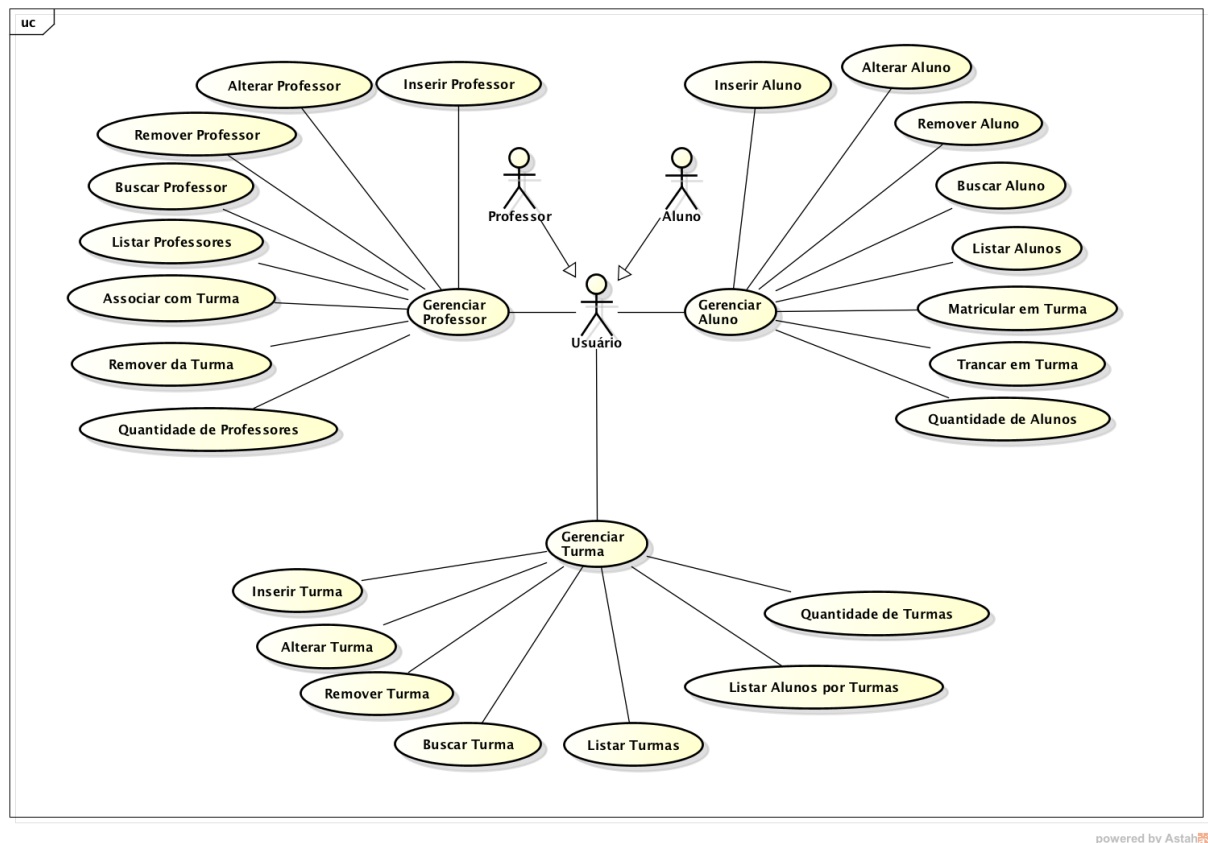 uc
Alterar Professor
Inserir Professor
Remover Professor
Buscar Professor
Listar Professores
Associar com Turma
Remover da Turma
Quantidade de Professores
Gerenciar
Professor
Professor
Aluno
Usuário
Gerenciar
Aluno
Inserir Aluno
Alterar Aluno
Remover Aluno
Buscar Aluno
Listar Alunos
Matricular em Turma
Trancar em Turma
Quantidade de Alunos
Gerenciar
Turma
Inserir Turma
Alterar Turma
Remover Turma
Buscar Turma
Listar Turmas
Listar Alunos por Turmas
Quantidade de Turmas
powered by Astah